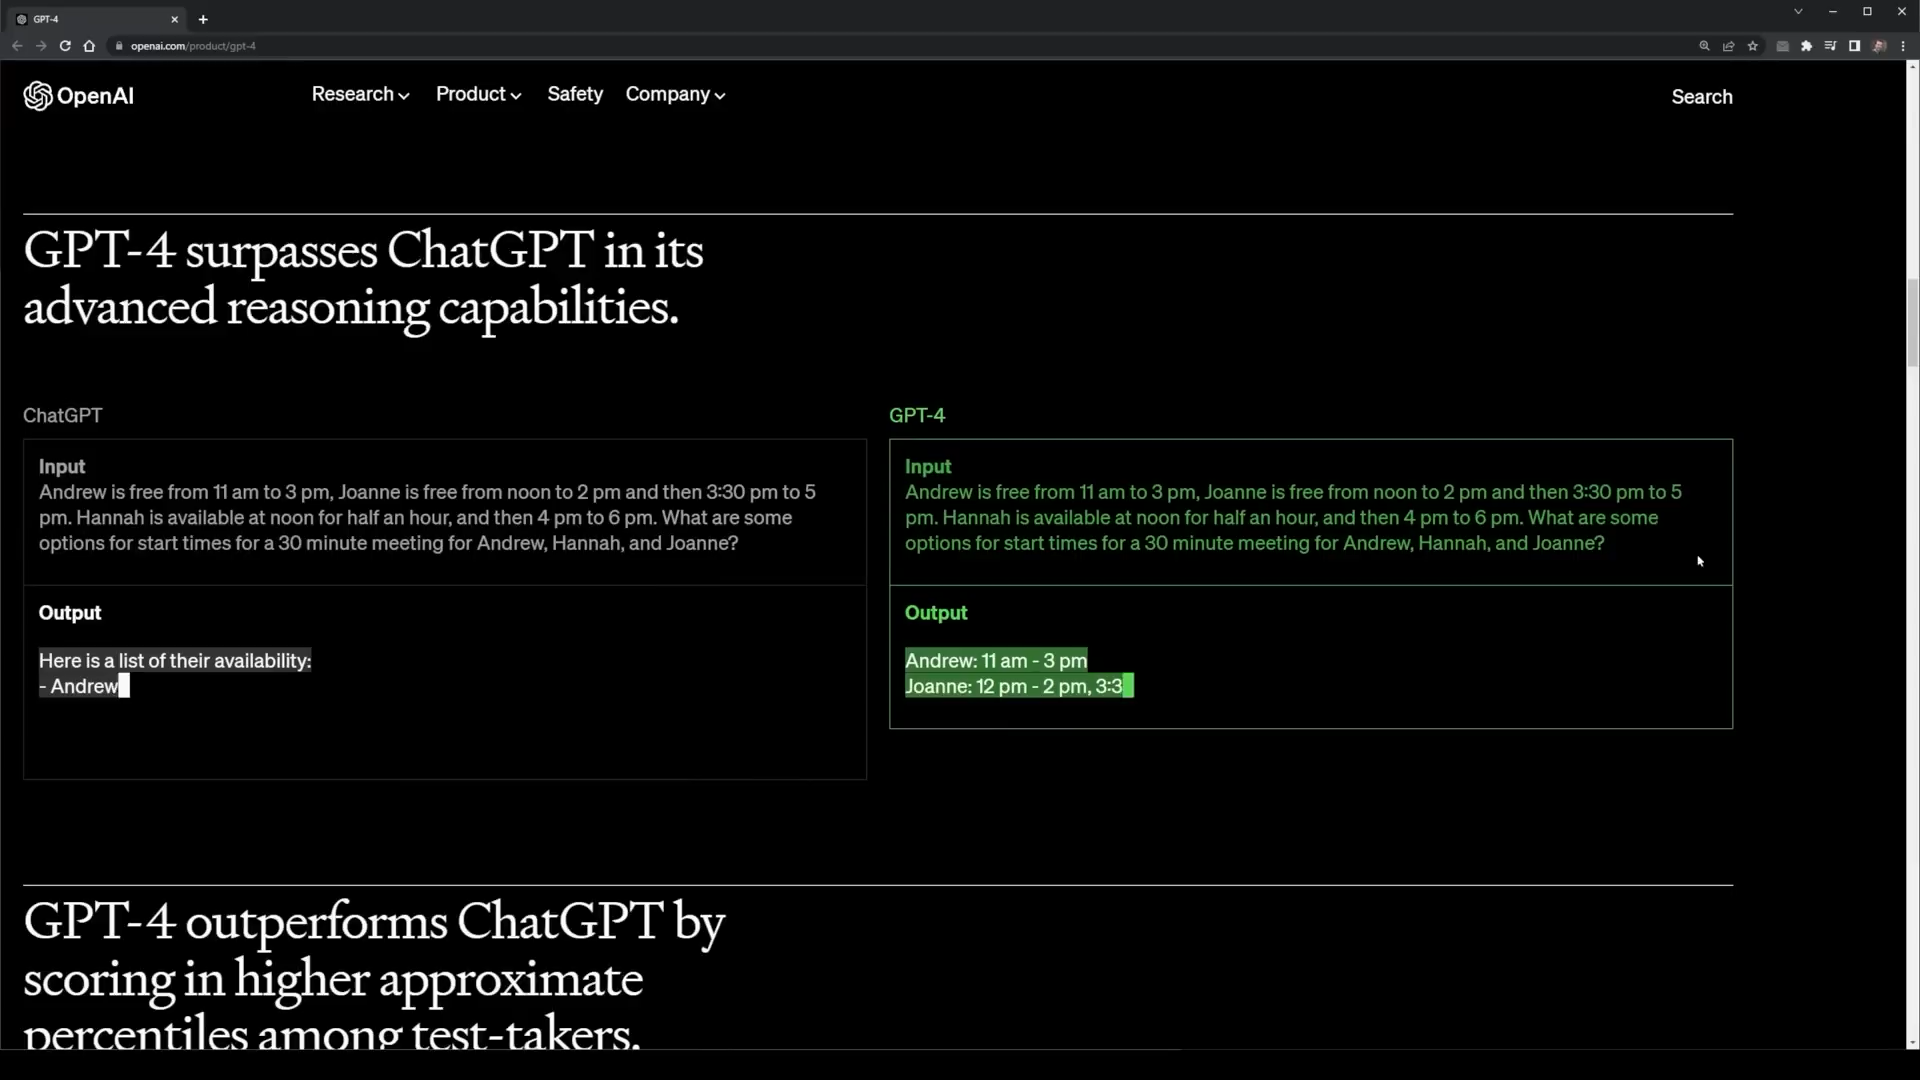 GPT-4
openai.com/product/gpt-4
OpenAI
Research
Product
Safety
Company
Search
GPT-4 surpasses ChatGPT in its
advanced reasoning capabilities.
ChatGPT
Input
Andrew is free from 11 am to 3 pm, Joanne is free from noon to 2 pm and then 3:30 pm to 5
pm. Hannah is available at noon for half an hour, and then 4 pm to 6 pm. What are some
options for start times for a 30 minute meeting for Andrew, Hannah, and Joanne?
Output
Here is a list of their availability:
- Andrew
GPT-4
Input
Andrew is free from 11 am to 3 pm, Joanne is free from noon to 2 pm and then 3:30 pm to 5
pm. Hannah is available at noon for half an hour, and then 4 pm to 6 pm. What are some
options for start times for a 30 minute meeting for Andrew, Hannah, and Joanne?
Output
Andrew: 11 am - 3 pm
Joanne: 12 pm - 2 pm, 3:3
GPT-4 outperforms ChatGPT by
scoring in higher approximate
percentiles among test-takers.